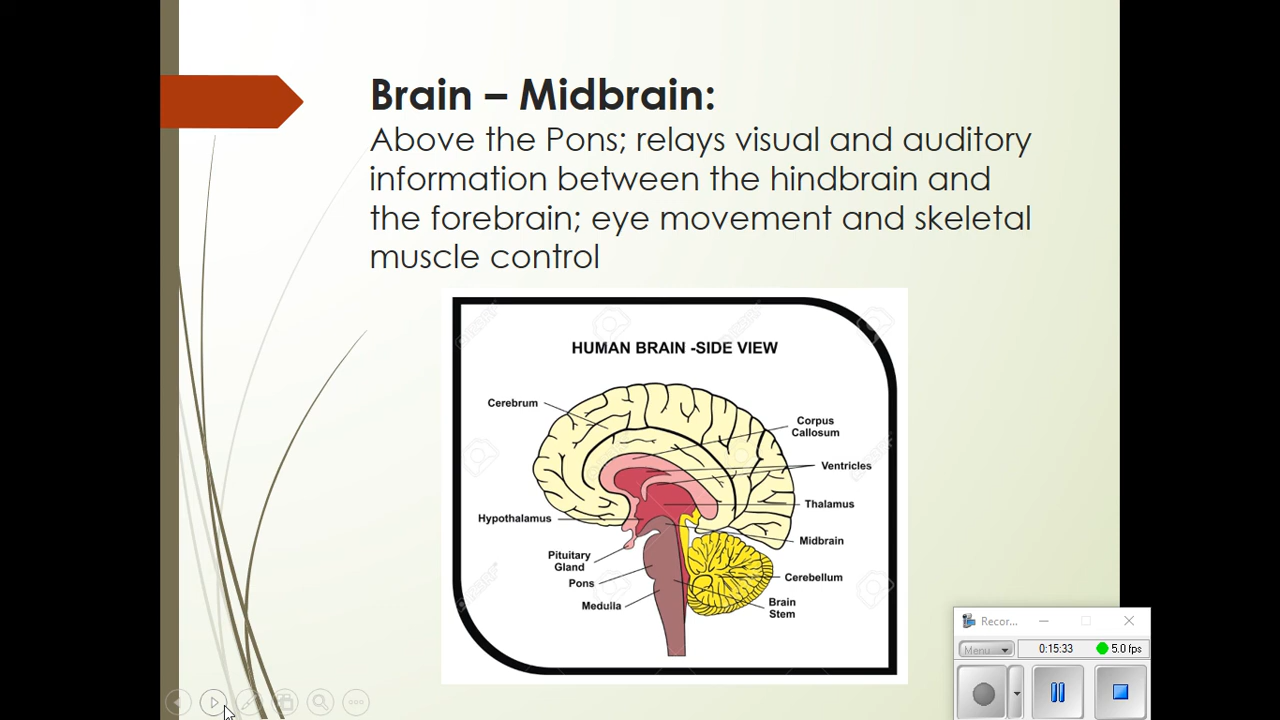 Brain – Midbrain:
Above the Pons; relays visual and auditory
information between the hindbrain and
the forebrain; eye movement and skeletal
muscle control
HUMAN BRAIN -SIDE VIEW
Cerebrum
Corpus
Callosum
Ventricles
Thalamus
Hypothalamus
Midbrain
Pituitary
Gland
Pons
Cerebellum
Medulla
Brain
Stem
Recor...
Menu
0:15:33
5.0 fps